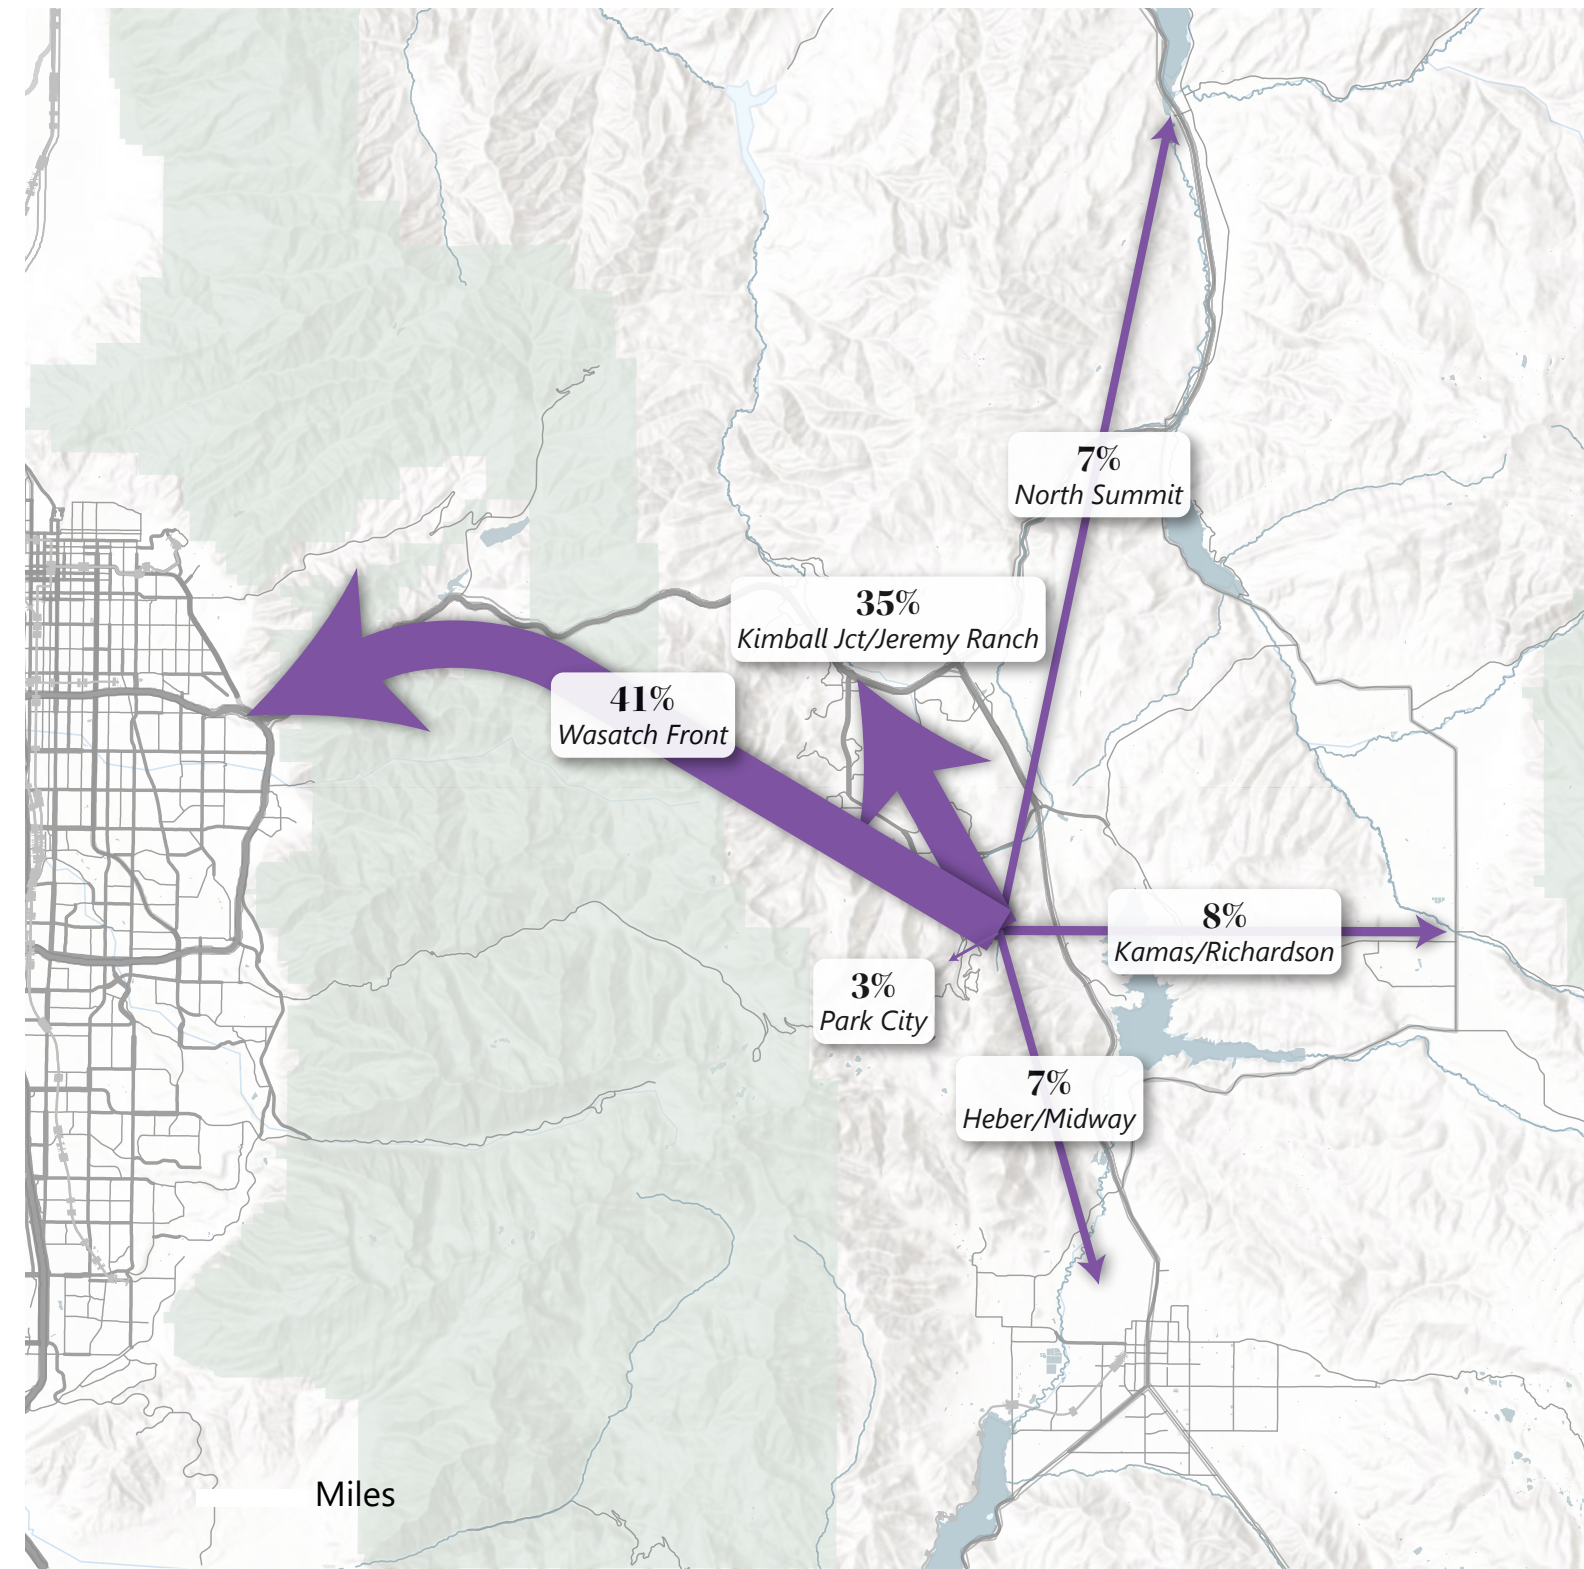 7%
North Summit
35%
Kimball Jct/Jeremy Ranch
41%
Wasatch Front
8%
Kamas/Richardson
3%
Park City
7%
Heber/Midway
Miles